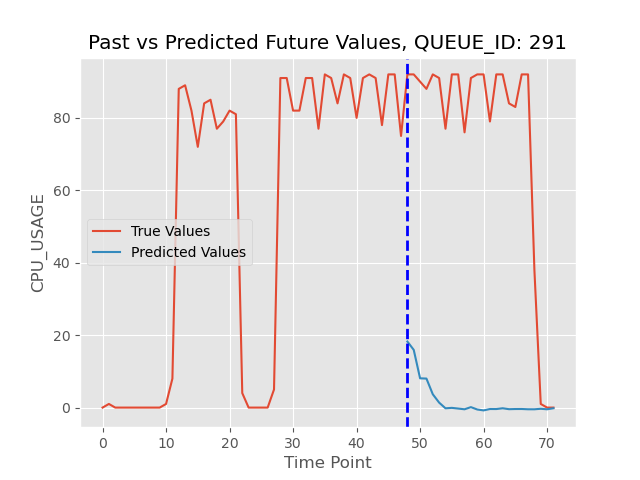 Past vs Predicted Future Values, QUEUE_ID: 291
CPU_USAGE
80
60
40
20
0
True Values
Predicted Values
0 10 20 30 40 50 60 70
Time Point